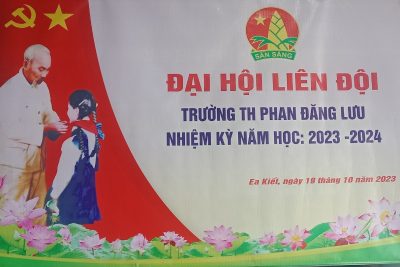 SẴN SÀNG
ĐẠI HỘI LIÊN ĐỘI
TRƯỜNG TH PHAN ĐĂNG LƯU
NHIỆM KỲ NĂM HỌC: 2023 -2024
Ea Kiết, ngày 18 tháng 10 năm 2023